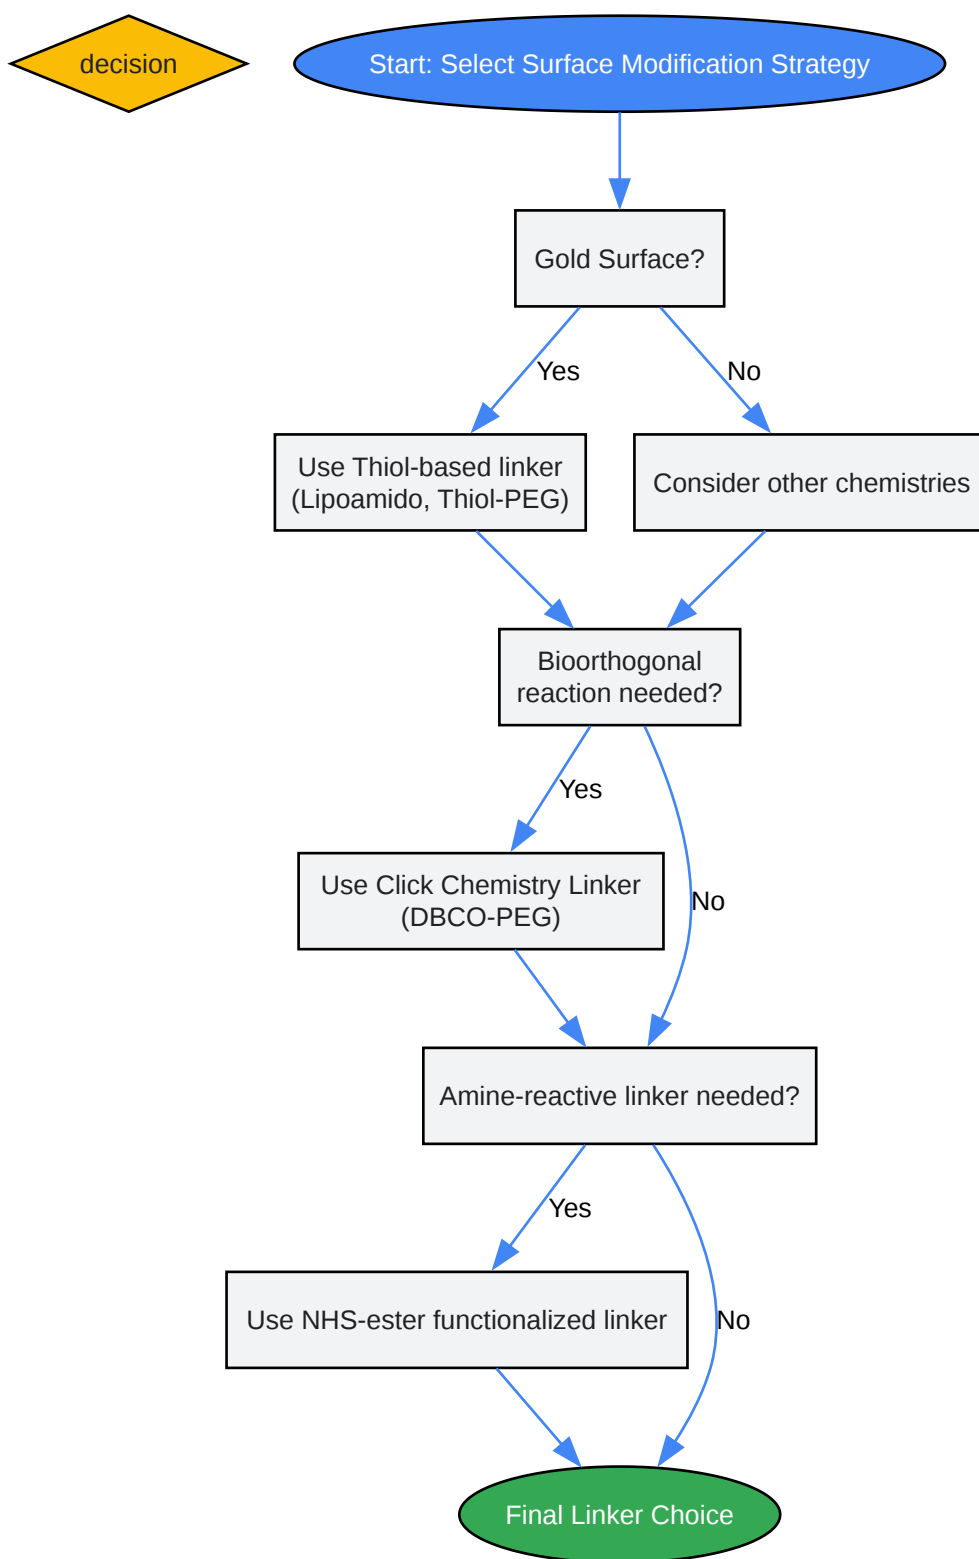 decision
Start: Select Surface Modification Strategy
Gold Surface?
Yes
No
Use Thiol-based linker
(Lipoamido, Thiol-PEG)
Consider other chemistries
Bioorthogonal
reaction needed?
Yes
Use Click Chemistry Linker
(DBCO-PEG)
No
Amine-reactive linker needed?
Yes
Use NHS-ester functionalized linker
No
Final Linker Choice